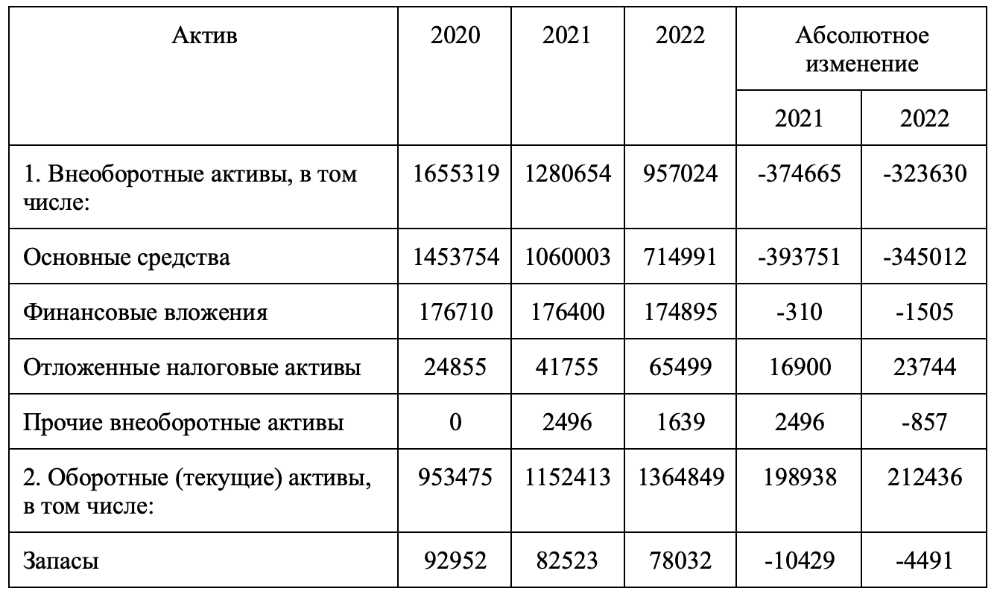 Актив 2020 2021 2022 Абсолютное
изменение
2021 2022
1. Внеоборотные активы, в том 1655319 1280654 957024 -374665 -323630
числе:
Основные средства 1453754 1060003 714991 -393751 -345012
Финансовые вложения 176710 176400 174895 -310 -1505
Отложенные налоговые активы 24855 41755 65499 16900 23744
Прочие внеоборотные активы 0 2496 1639 2496 -857
2. Оборотные (текущие) активы, 953475 1152413 1364849 198938 212436
в том числе:
Запасы 92952 82523 78032 -10429 -4491